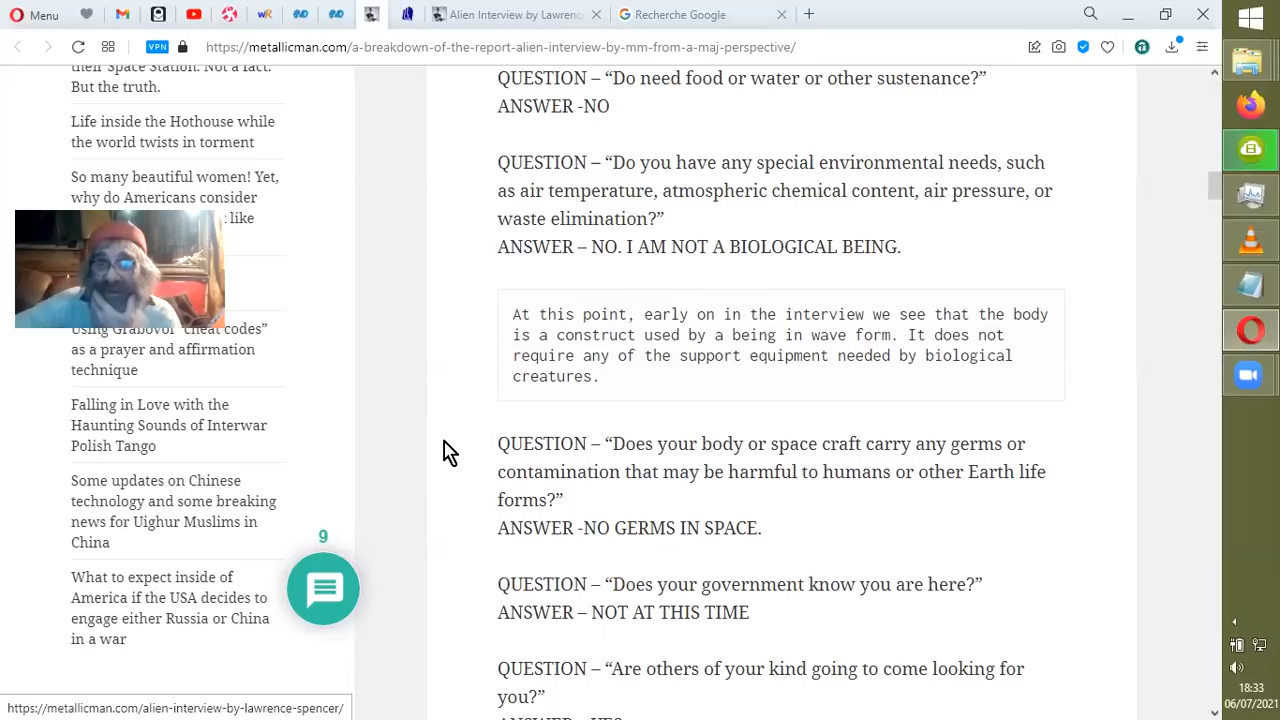 Menu
Alien Interview by Lawrenc
Recherche Google
VPN
https://metallicman.com/a-breakdown-of-the-report-alien-interview-by-mm-from-a-maj-perspective/
their Space Station. Not a fact.
But the truth.
Life inside the Hothouse while
the world twists in torment
So many beautiful women! Yet,
why do Americans consider
like
Using Grabovoi “cheat codes”
as a prayer and affirmation
technique
Falling in Love with the
Haunting Sounds of Interwar
Polish Tango
Some updates on Chinese
technology and some breaking
news for Uighur Muslims in
China
What to expect inside of
America if the USA decides to
engage either Russia or China
in a war
9
https://metallicman.com/alien-interview-by-lawrence-spencer/
QUESTION – “Do need food or water or other sustenance?”
ANSWER -NO
QUESTION – “Do you have any special environmental needs, such
as air temperature, atmospheric chemical content, air pressure, or
waste elimination?”
ANSWER – NO. I AM NOT A BIOLOGICAL BEING.
At this point, early on in the interview we see that the body
is a construct used by a being in wave form. It does not
require any of the support equipment needed by biological
creatures.
QUESTION – “Does your body or space craft carry any germs or
contamination that may be harmful to humans or other Earth life
forms?”
ANSWER -NO GERMS IN SPACE.
QUESTION – “Does your government know you are here?”
ANSWER – NOT AT THIS TIME
QUESTION – “Are others of your kind going to come looking for
you?”
ANSWER – YES
18:33
06/07/2021